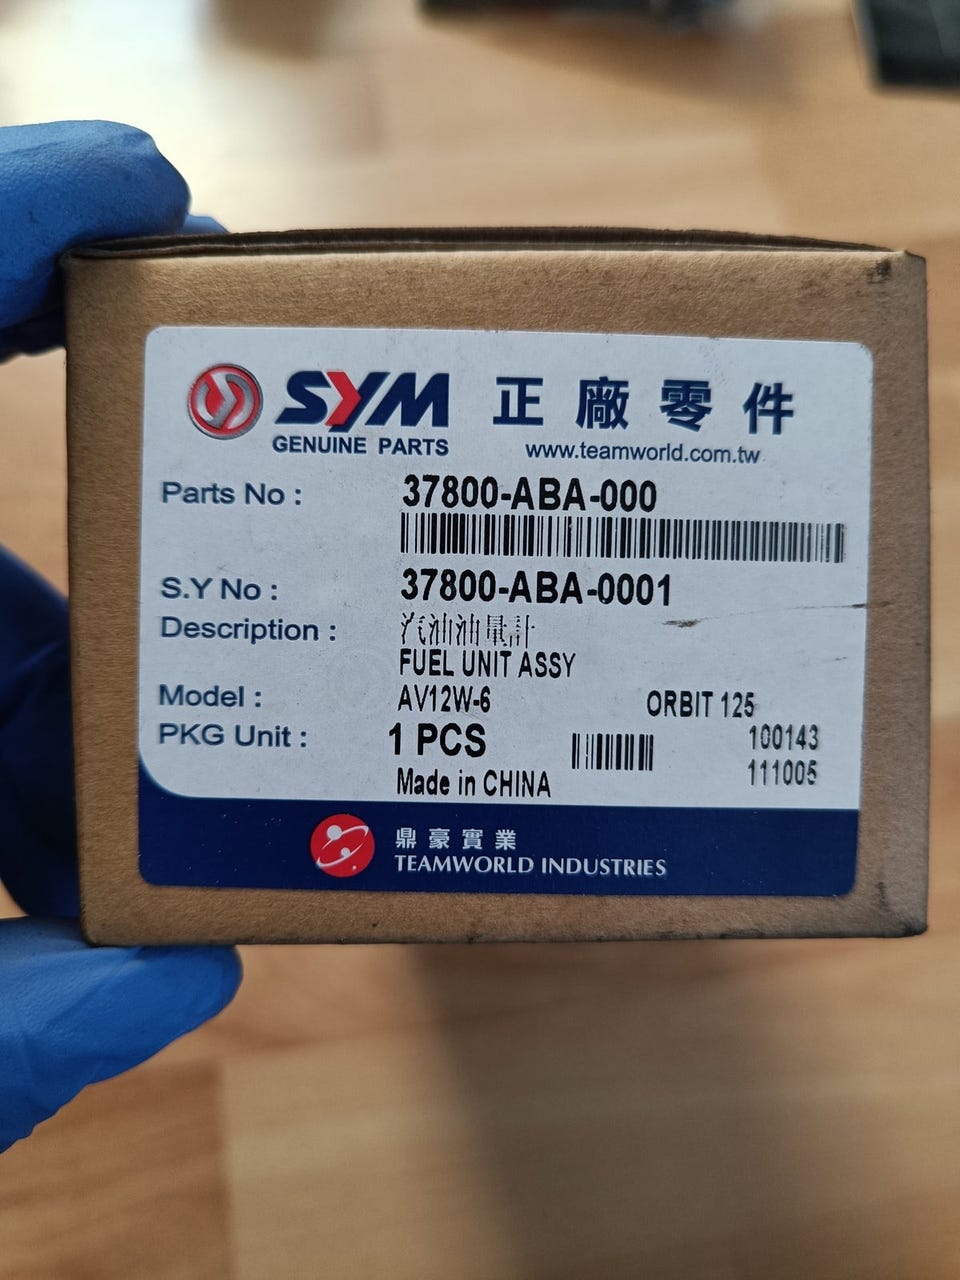 SYM 正廠零件
GENUINE PARTS www.teamworld.com.tw
Parts No : 37800-ABA-000
S.Y No : 37800-ABA-0001
Description : 汽油油量計
FUEL UNIT ASSY
Model : AV12W-6 ORBIT 125
PKG Unit : 1 PCS 100143
Made in CHINA 111005
鼎豪實業
TEAMWORLD INDUSTRIES